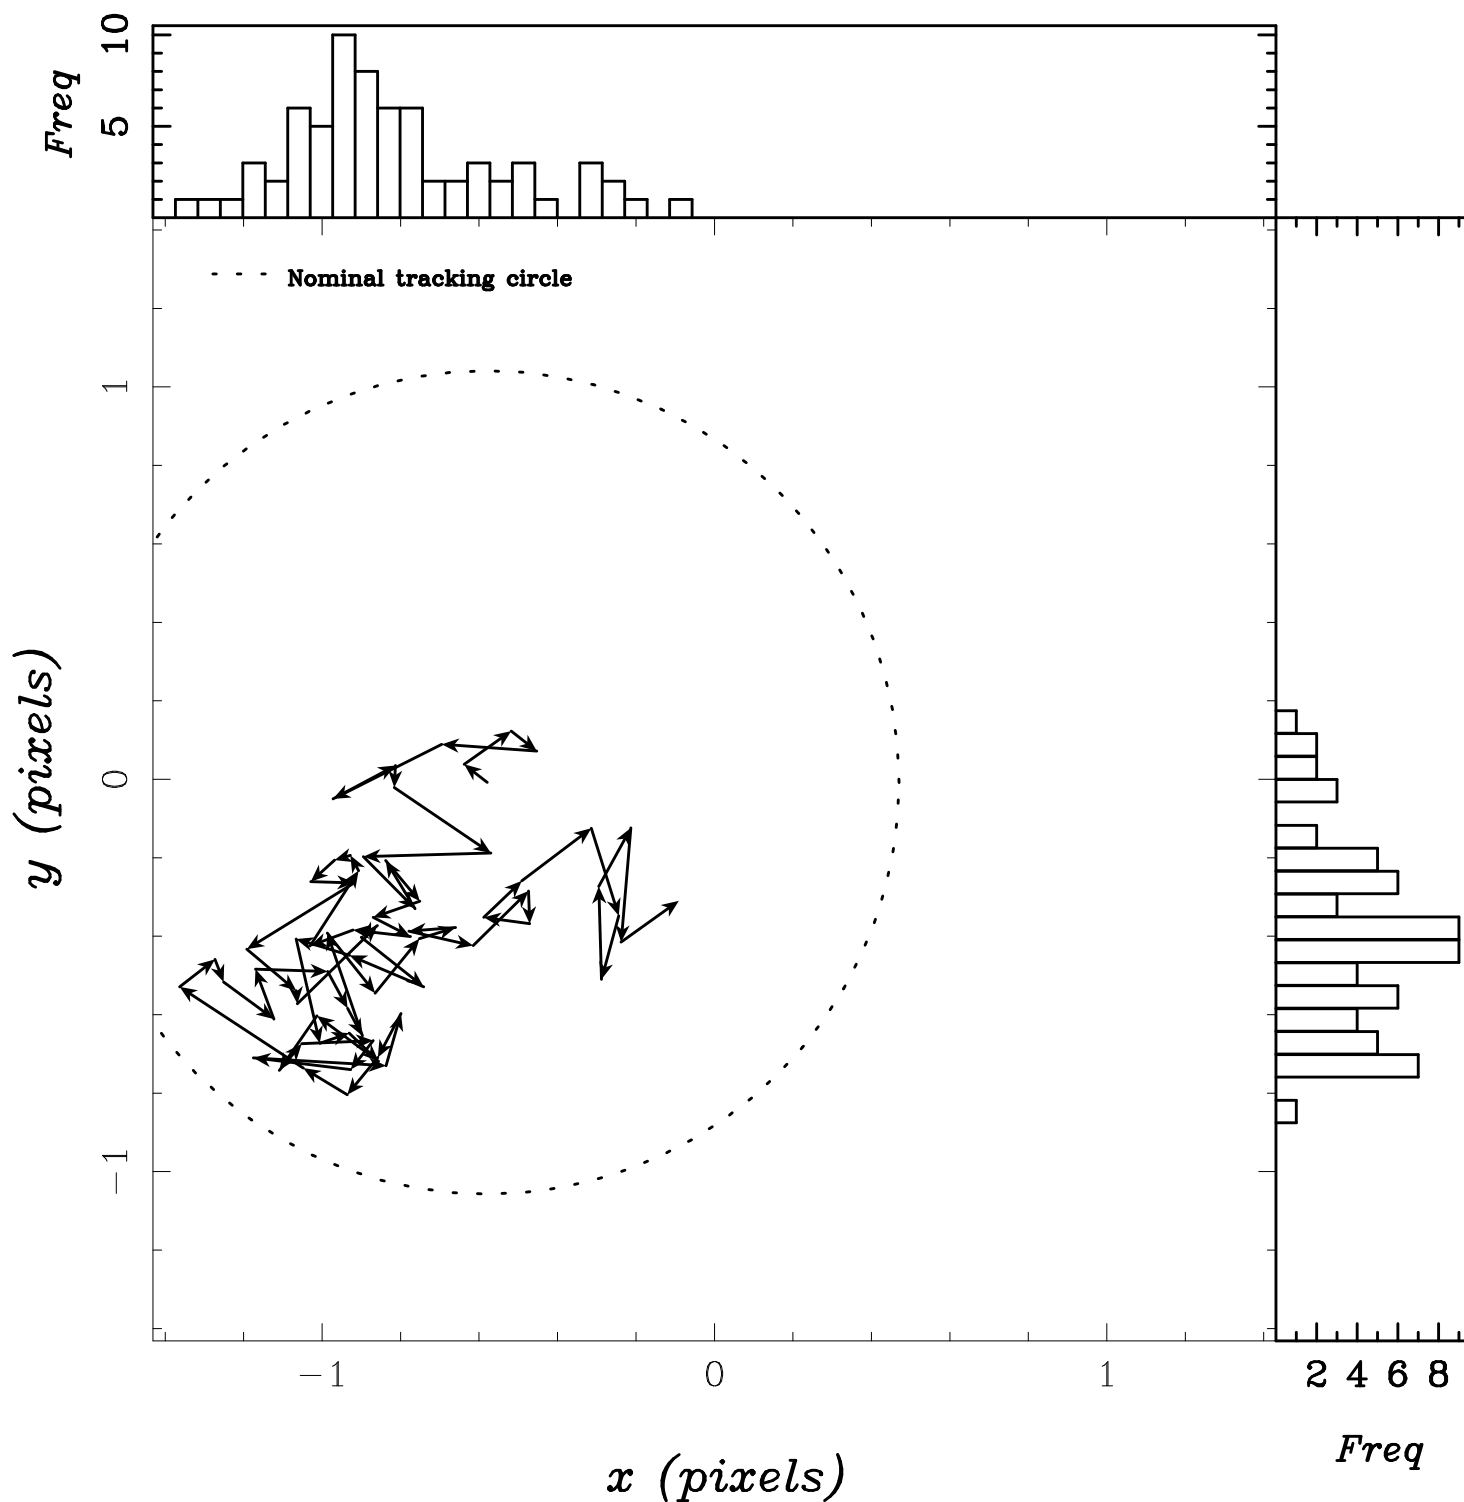 10
5
Freq
Nominal tracking circle
1
0
-1
y (pixels)
-1 0 1
2 4 6 8
x (pixels)
Freq